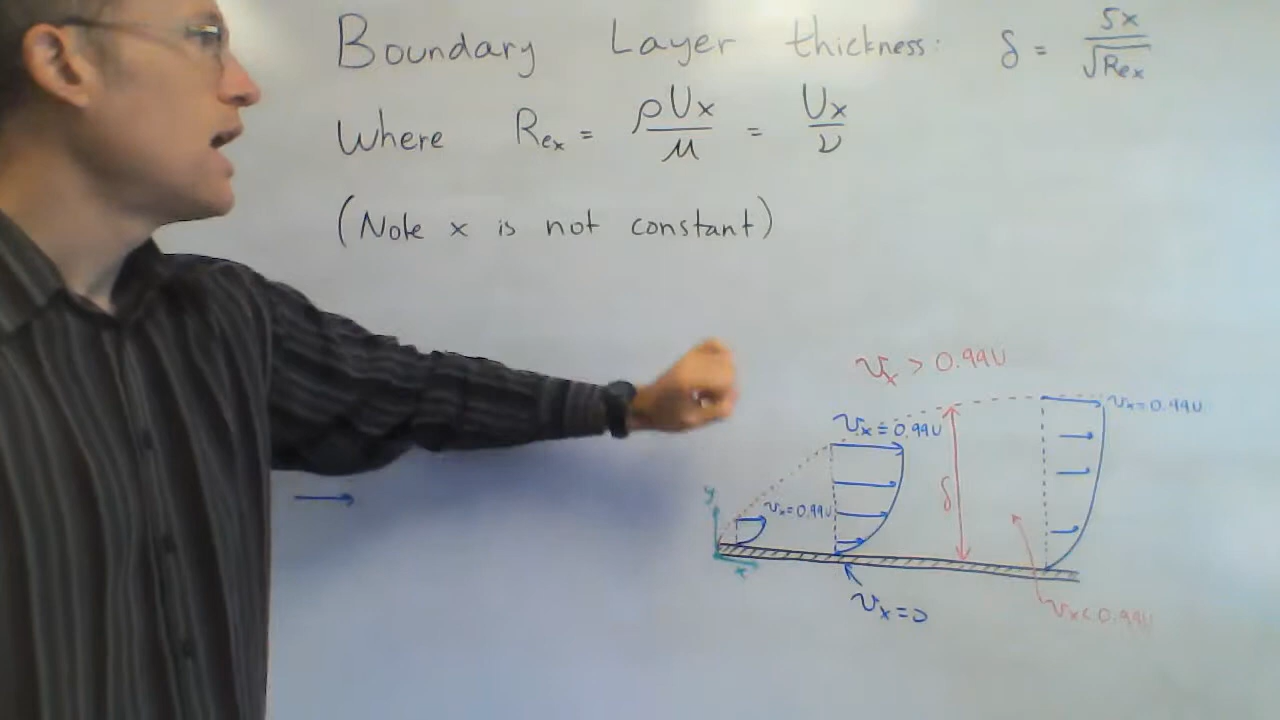 Boundary Layer thickness: δ = 5x/√Rex
Where Rex = ρUx/μ = Ux/ν
(Note x is not constant)
vx > 0.99U
vx = 0.99U
vx = 0.99U
vx = 0.99U
δ
y
x
vx = 0
vx < 0.99U